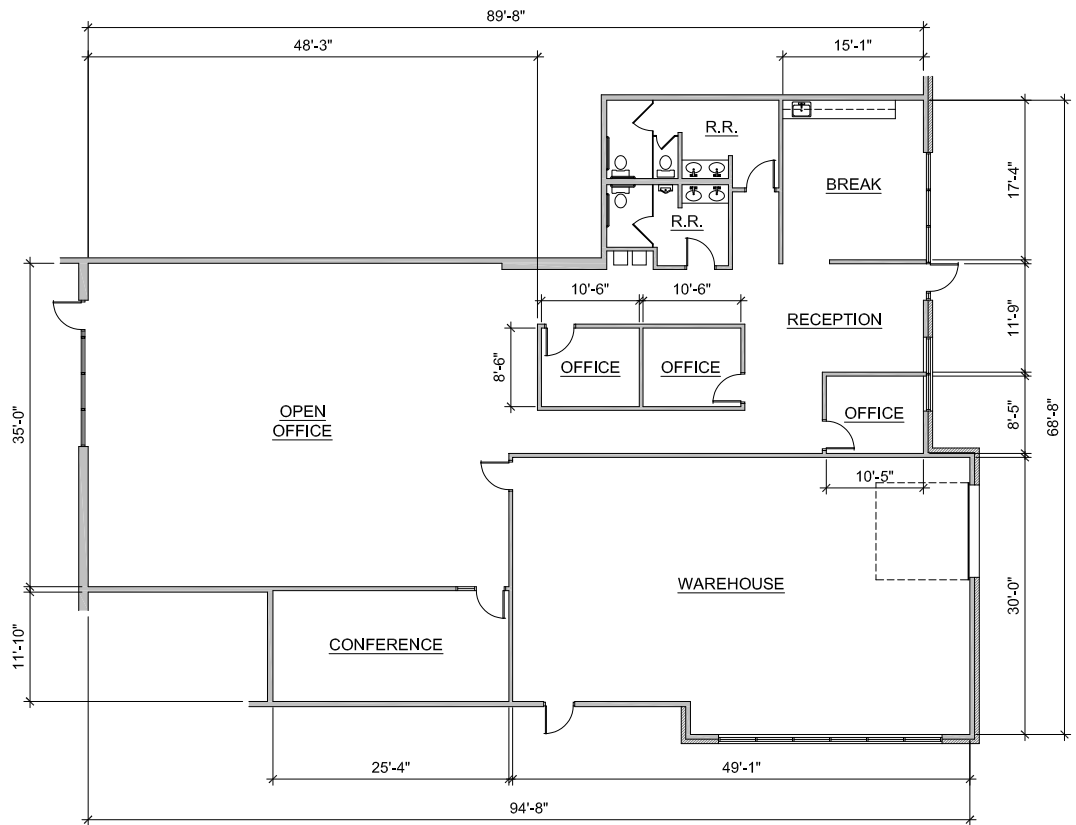 89'-8"
48'-3"
15'-1"
R.R.
BREAK
17'-4"
R.R.
10'-6"
10'-6"
RECEPTION
11'-9"
OFFICE
OFFICE
8'-6"
OPEN
OFFICE
35'-0"
OFFICE
8'-5"
68'-8"
10'-5"
WAREHOUSE
30'-0"
CONFERENCE
11'-10"
25'-4"
49'-1"
94'-8"